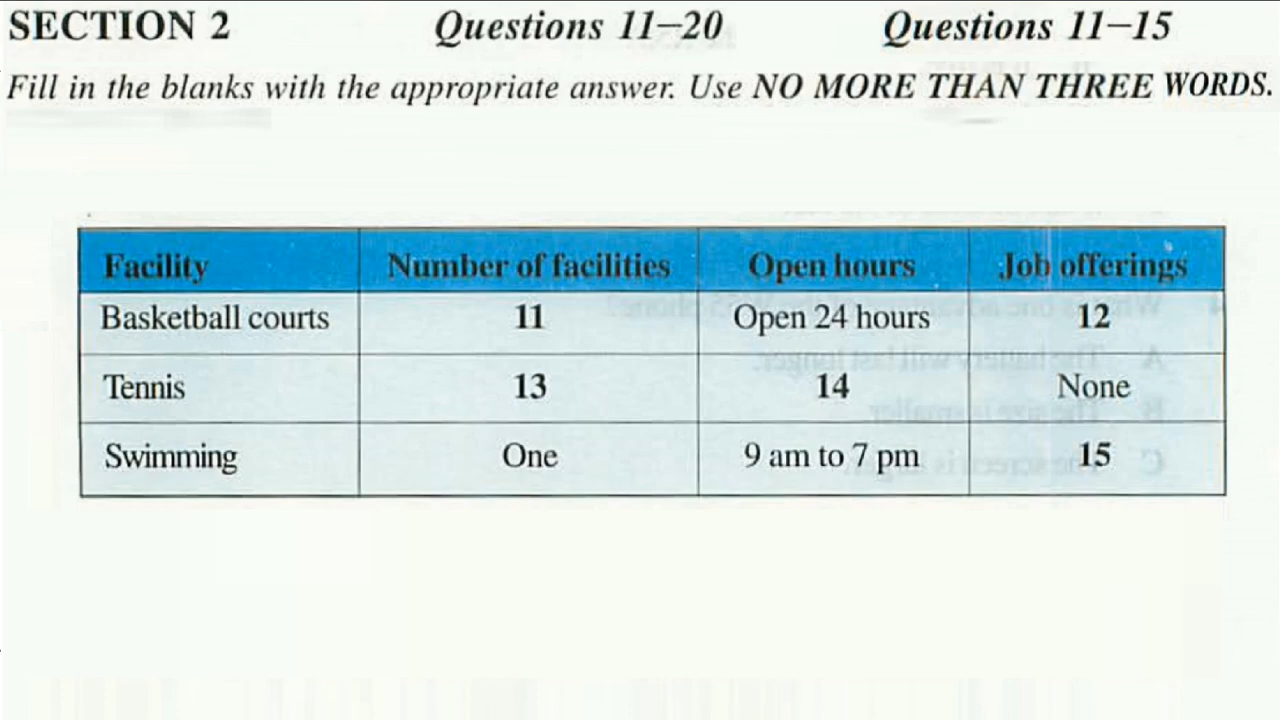 SECTION 2 Questions 11–20 Questions 11–15
Fill in the blanks with the appropriate answer. Use NO MORE THAN THREE WORDS.
Facility Number of facilities Open hours Job offerings
Basketball courts 11 Open 24 hours 12
Tennis 13 14 None
Swimming One 9 am to 7 pm 15